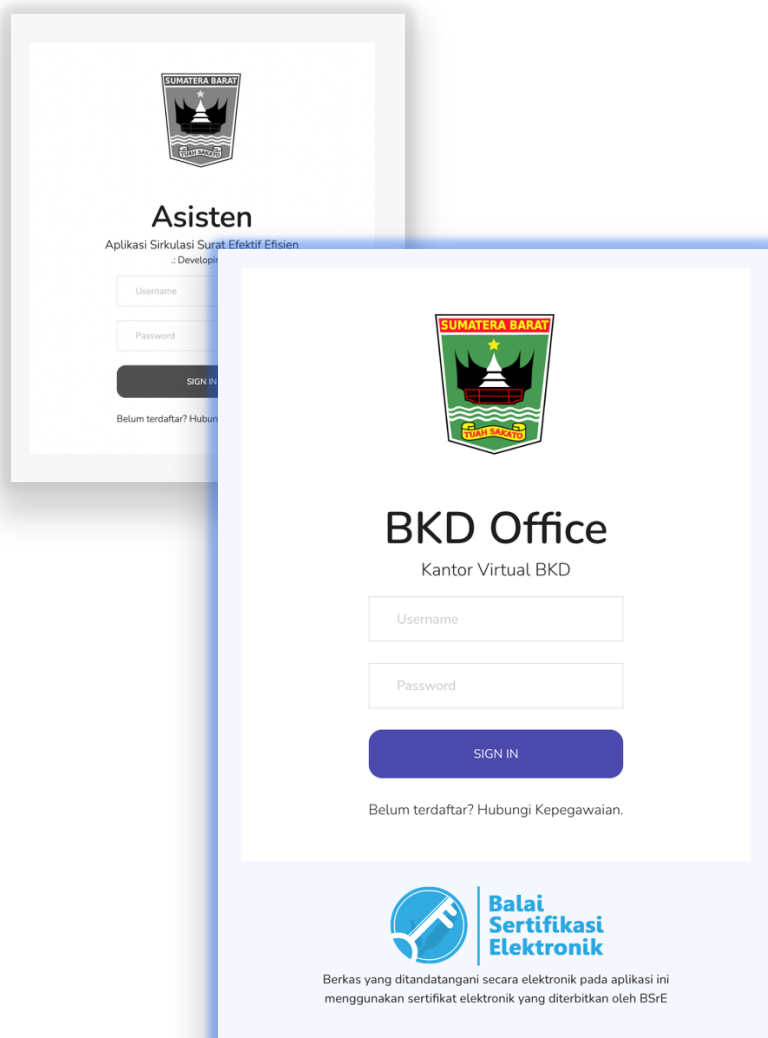 SUMATERA BARAT
TUAH SAKATO
Asisten
Aplikasi Sirkulasi Surat Efektif Efisien
.:
Username
Password
SIGN IN
Belum terdaftar?
SUMATERA BARAT
TUAH SAKATO
BKD Office
Kantor Virtual BKD
Username
Password
SIGN IN
Belum terdaftar? Hubungi Kepegawaian.
Balai
Sertifikasi
Elektronik
Berkas yang ditandatangani secara elektronik pada aplikasi ini
menggunakan sertifikat elektronik yang diterbitkan oleh BSrE